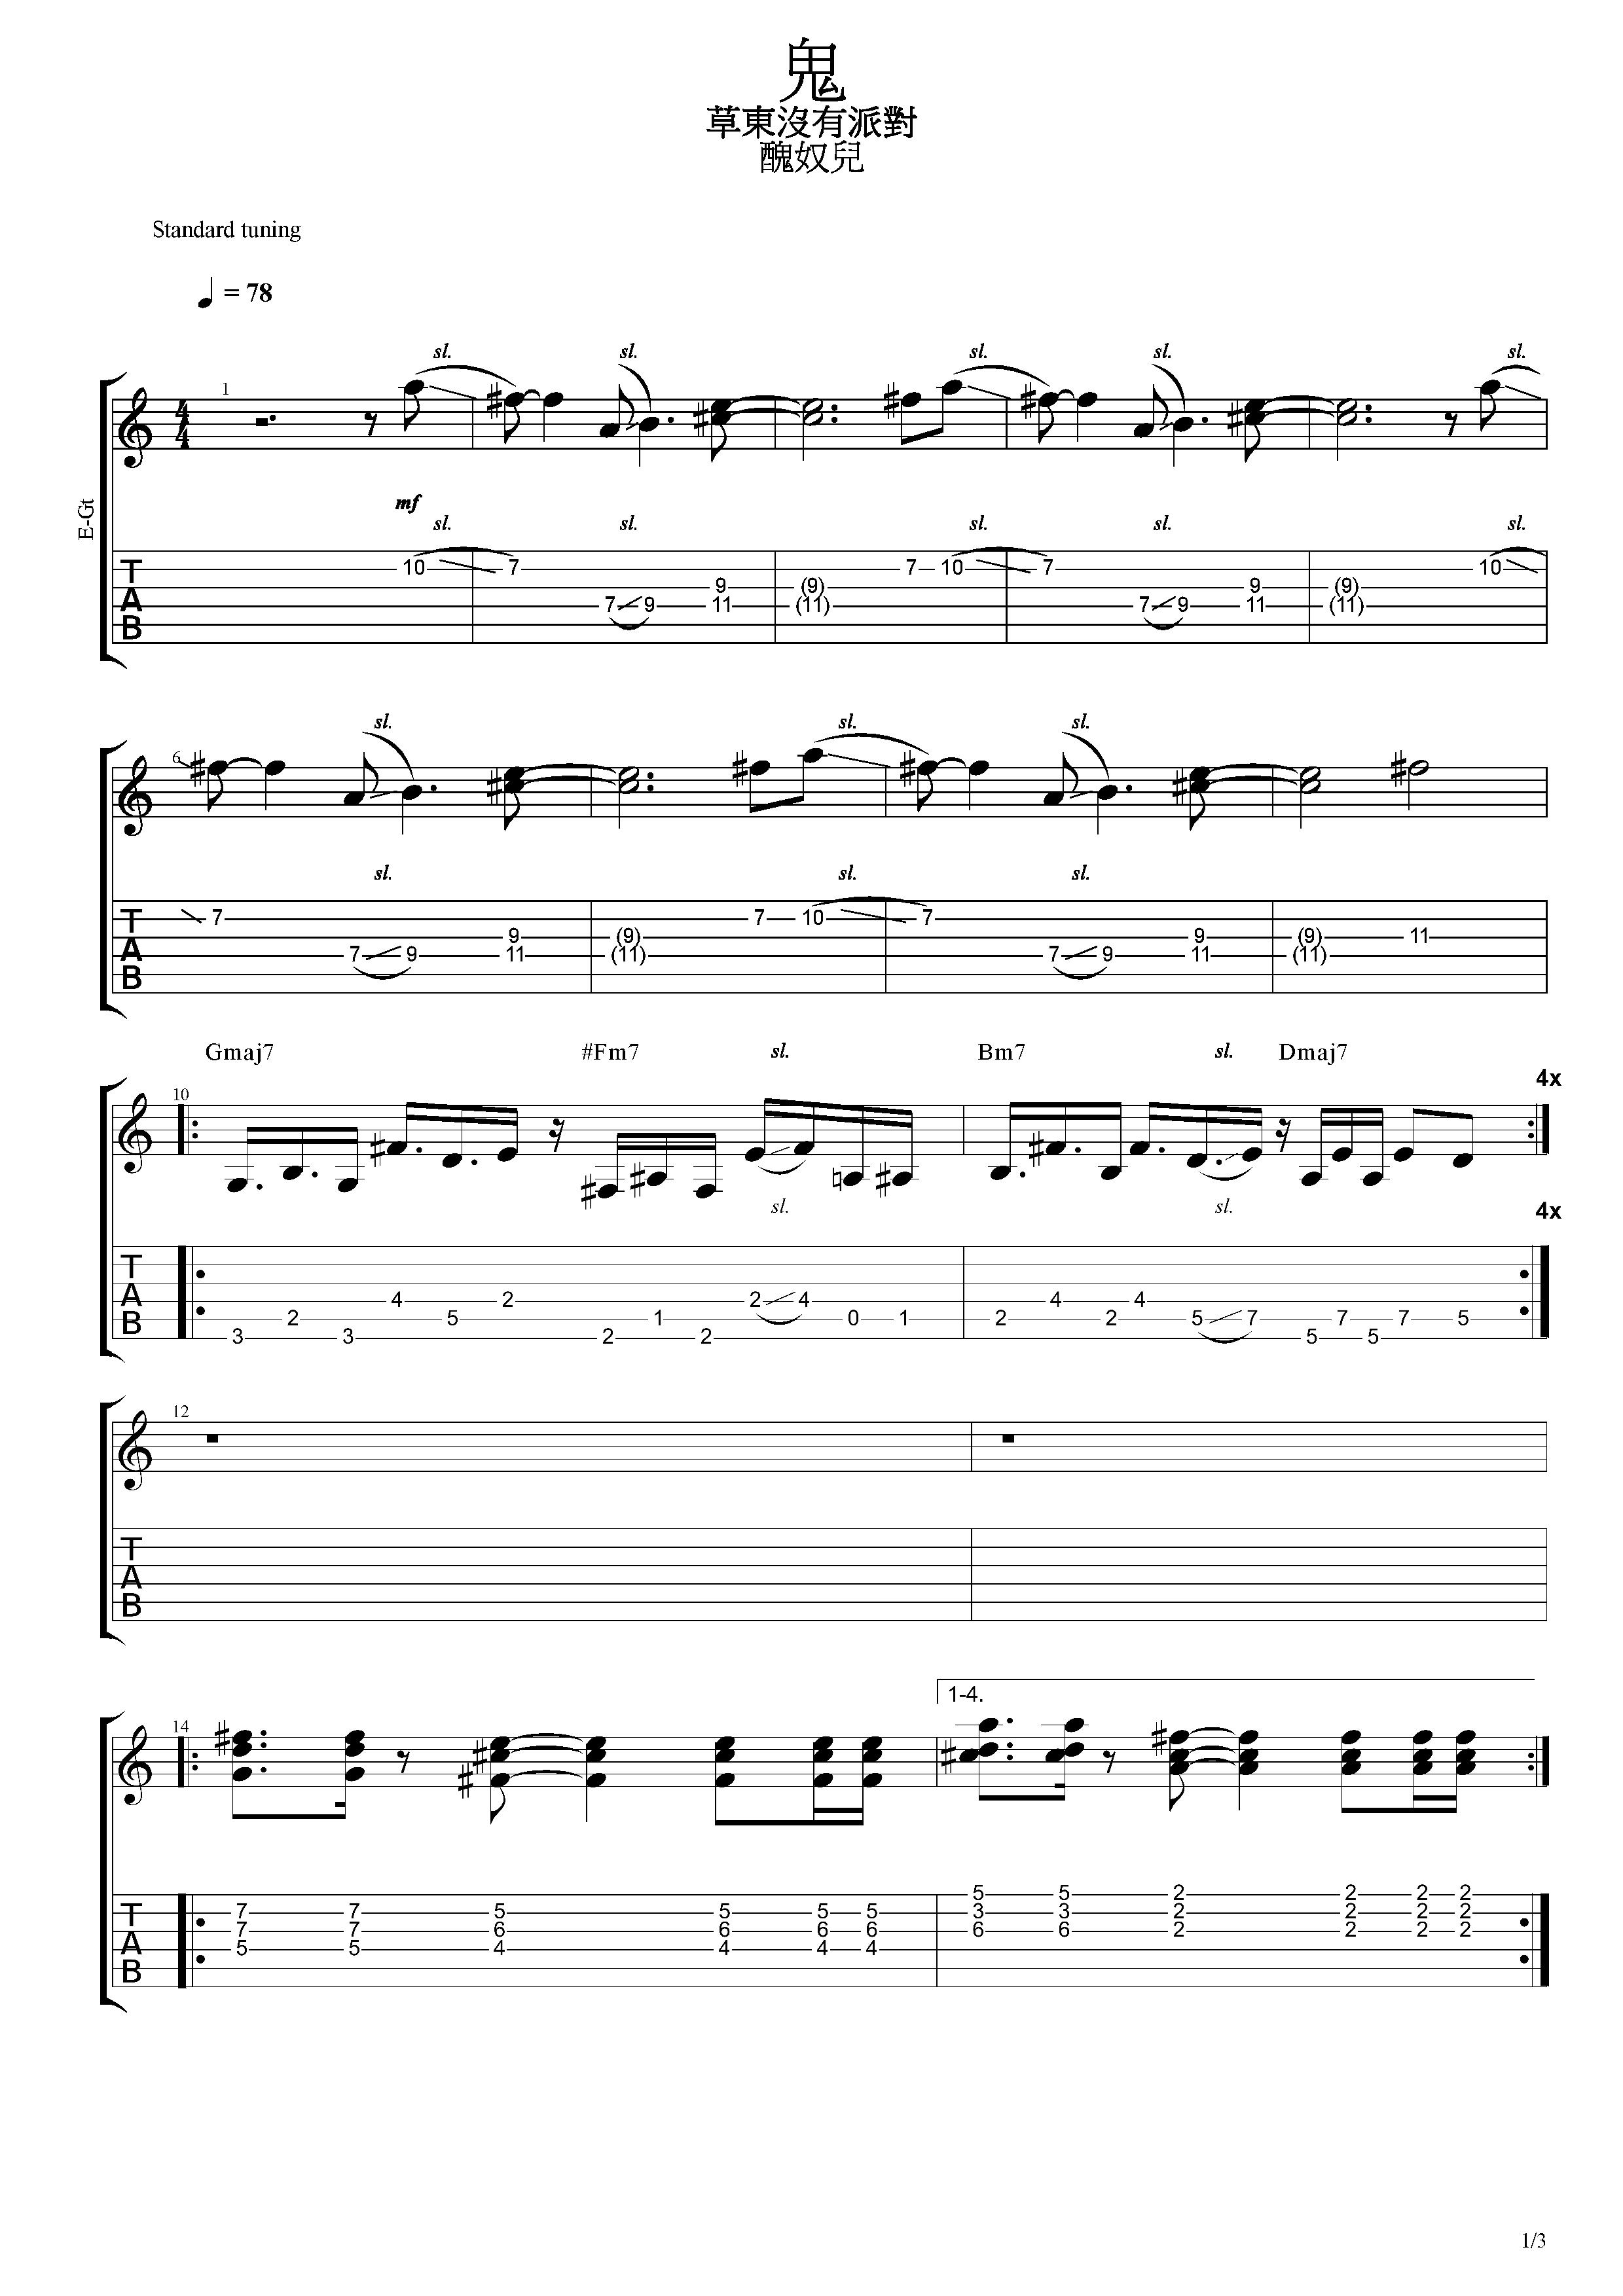 鬼
草東沒有派對
醜奴兒
Standard tuning
= 78
sl. sl. sl. sl. sl.
1
4
4
E-Gt
mf
sl. sl. sl. sl. sl.
T 10 7 9 (9) 7 10 7 9 (9) 10
A 7 9 11 (11) 7 9 11 (11)
B
sl. sl. sl.
6
sl. sl. sl.
T 7 9 (9) 7 10 7 9 (9) 11
A 7 9 11 (11) 7 9 11 (11)
B
Gmaj7 #Fm7 sl. Bm7 sl. Dmaj7
4x
10
sl. sl. 4x
T
A 4 2 2 4 4 4
B 3 2 3 5 2 1 2 0 1 2 2 5 7 5 7 5 7 5
12
T
A
B
1-4.
14
5 5 2 2 2 2
T 7 7 5 5 5 5 3 3 2 2 2 2
7 7 6 6 6 6 6 6 2 2 2 2
A 5 5 4 4 4 4
B
1/3